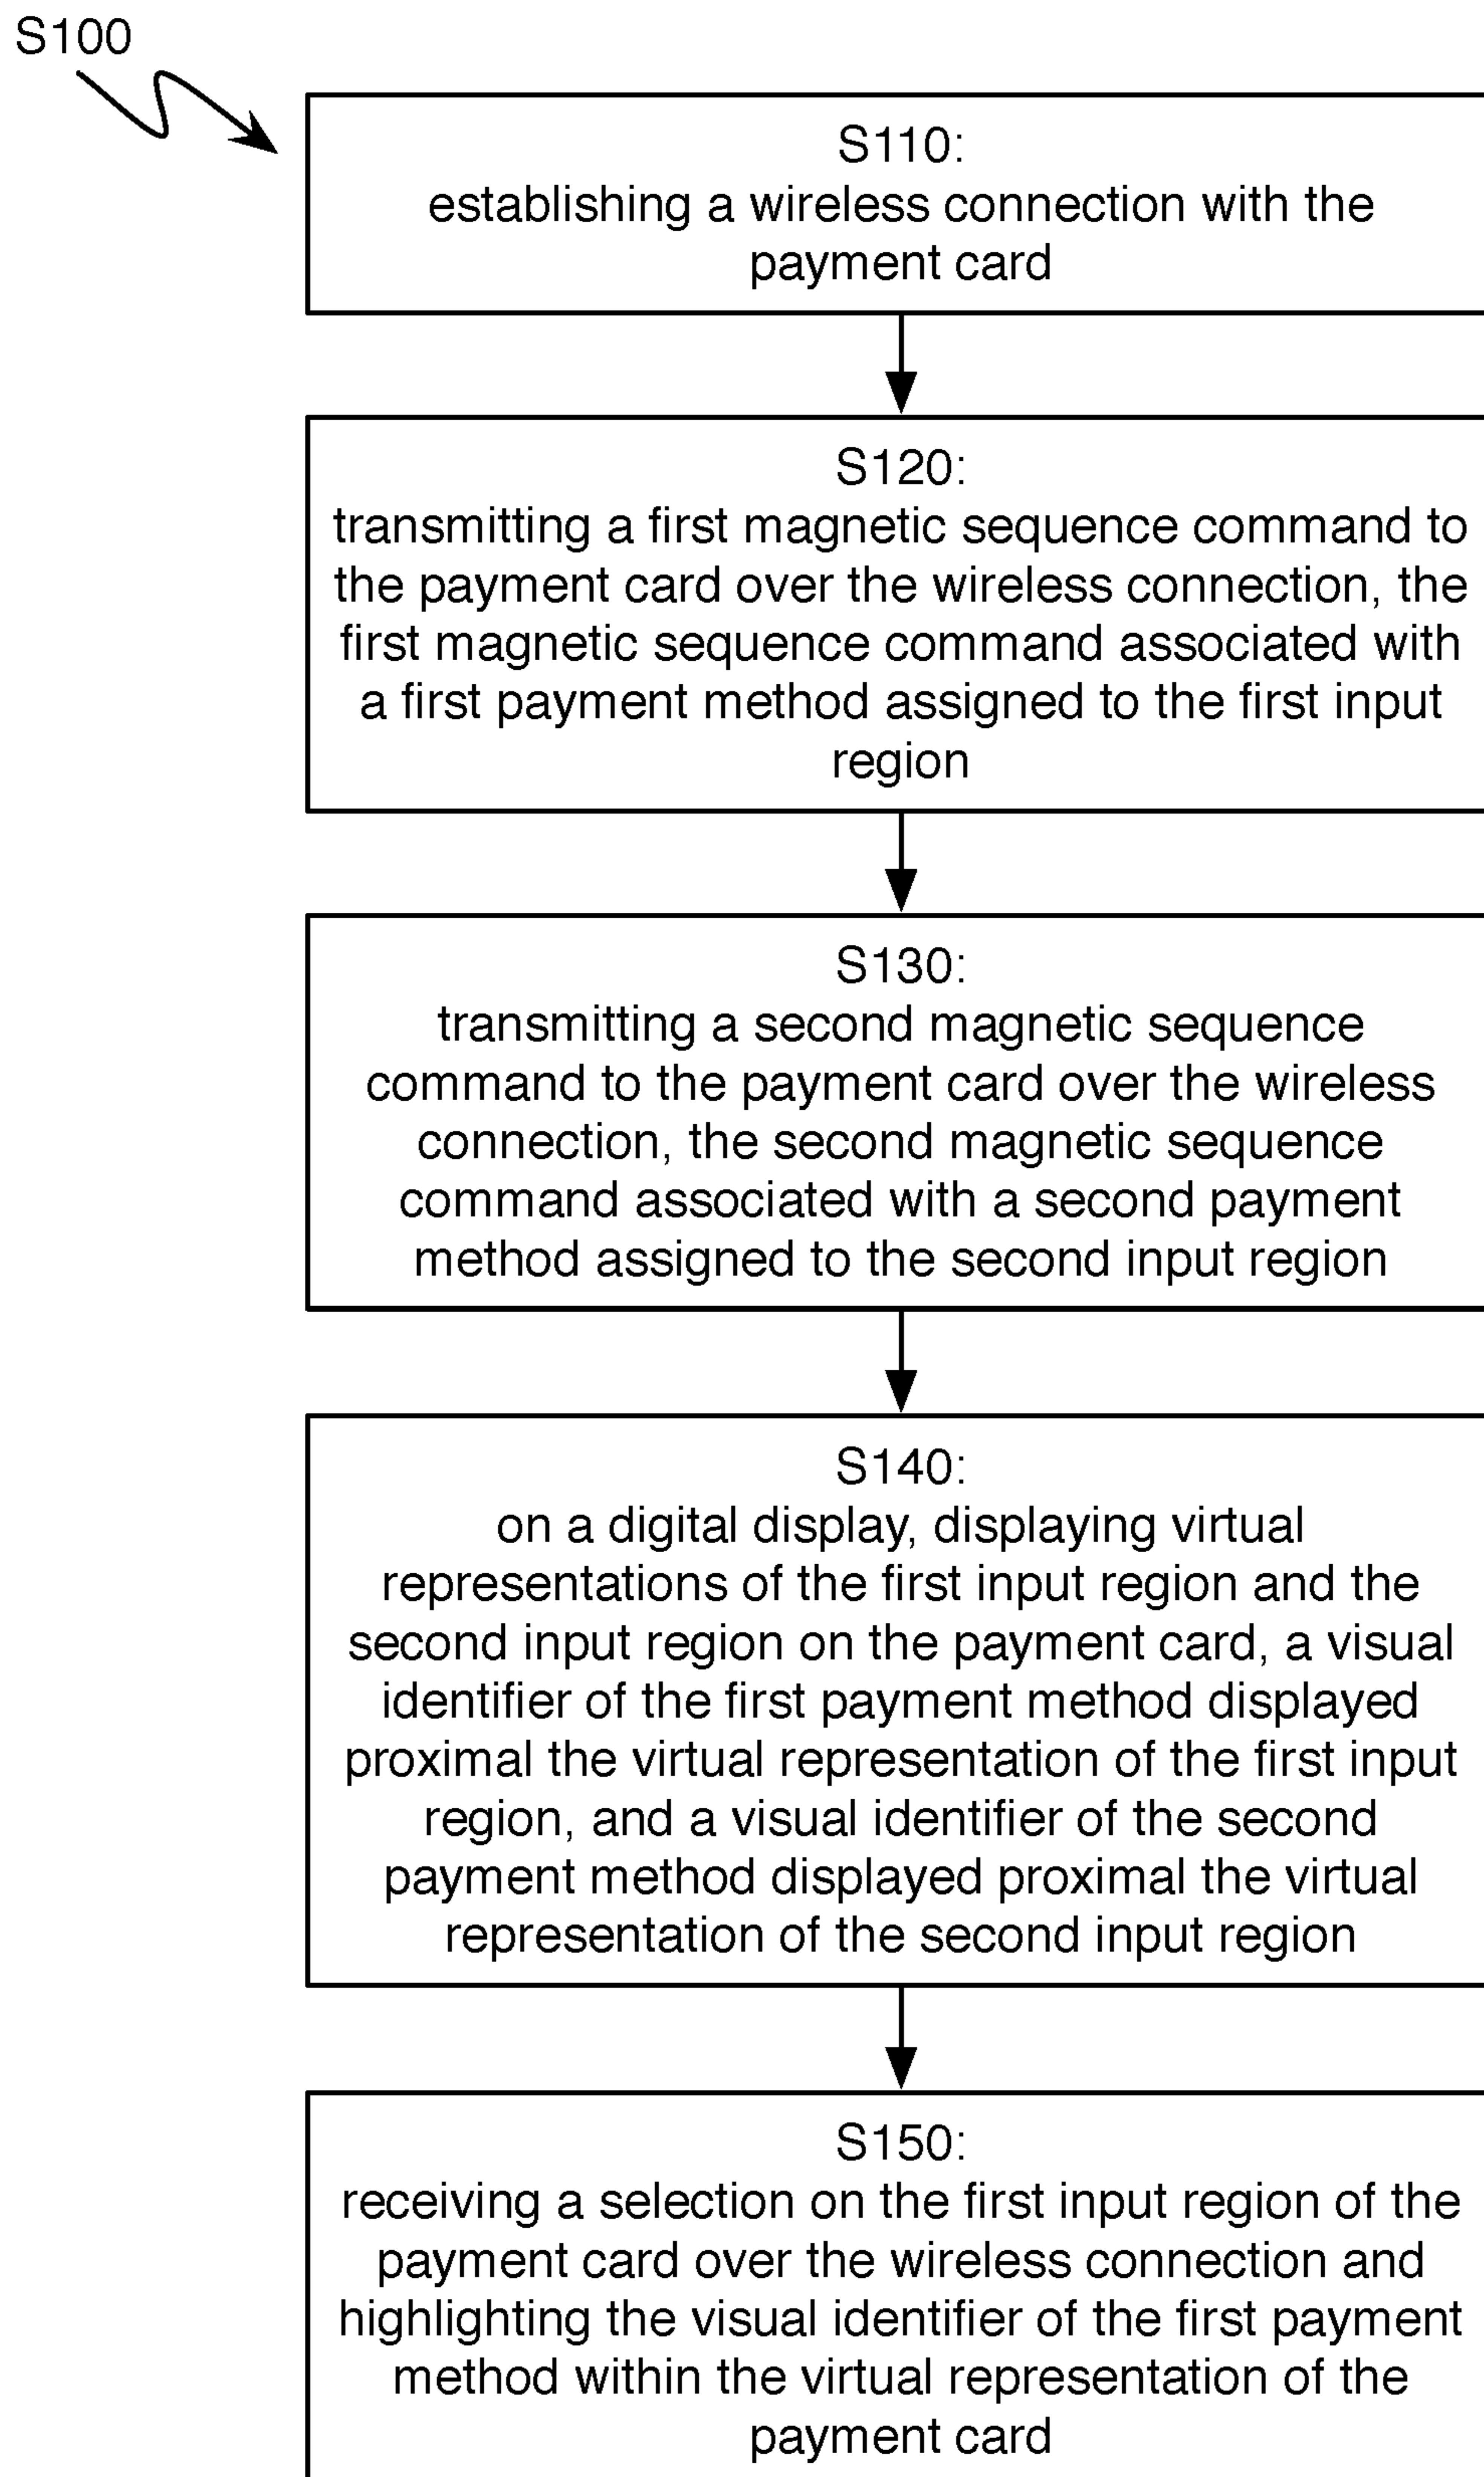 S100
S110:
establishing a wireless connection with the
payment card
S120:
transmitting a first magnetic sequence command to
the payment card over the wireless connection, the
first magnetic sequence command associated with
a first payment method assigned to the first input
region
S130:
transmitting a second magnetic sequence
command to the payment card over the wireless
connection, the second magnetic sequence
command associated with a second payment
method assigned to the second input region
S140:
on a digital display, displaying virtual
representations of the first input region and the
second input region on the payment card, a visual
identifier of the first payment method displayed
proximal the virtual representation of the first input
region, and a visual identifier of the second
payment method displayed proximal the virtual
representation of the second input region
S150:
receiving a selection on the first input region of the
payment card over the wireless connection and
highlighting the visual identifier of the first payment
method within the virtual representation of the
payment card